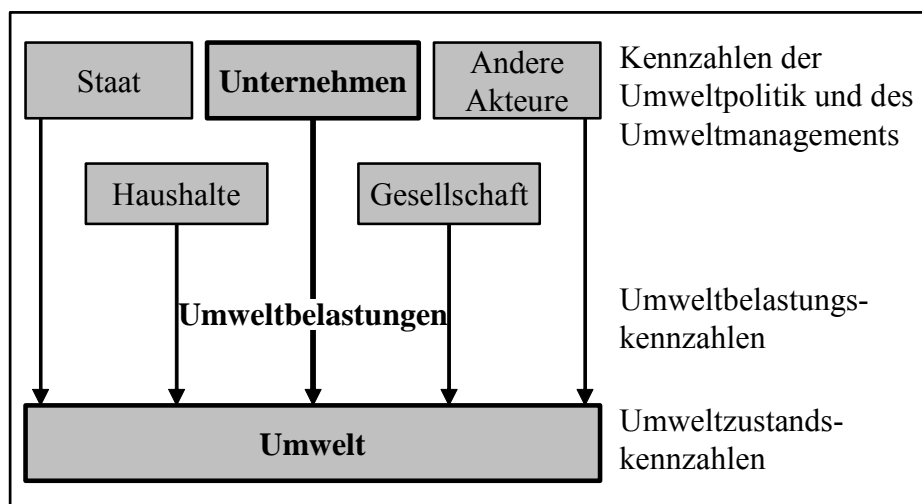 Staat
Unternehmen
Andere
Akteure
Kennzahlen der
Umweltpolitik und des
Umweltmanagements
Haushalte
Gesellschaft
Umweltbelastungen
Umweltbelastungs-
kennzahlen
Umwelt
Umweltzustands-
kennzahlen